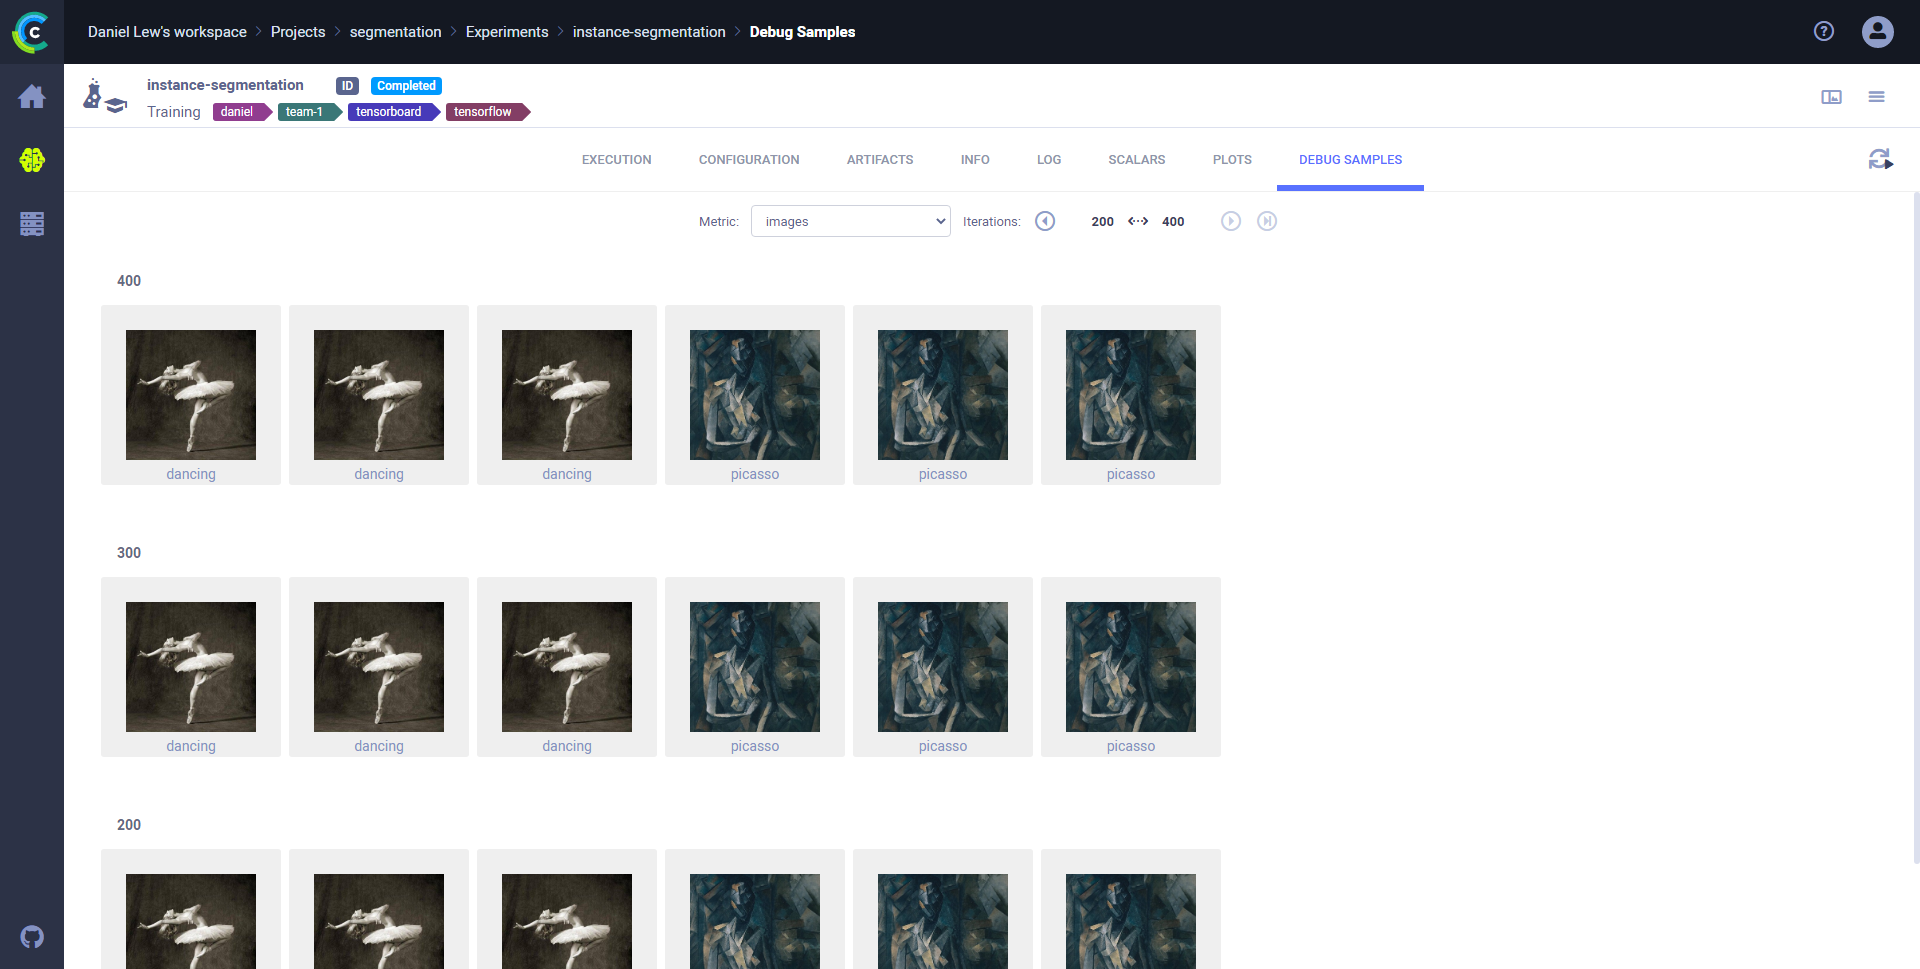 Daniel Lew's workspace > Projects > segmentation > Experiments > instance-segmentation > Debug Samples
instance-segmentation ID Completed
Training daniel team-1 tensorboard tensorflow
EXECUTION CONFIGURATION ARTIFACTS INFO LOG SCALARS PLOTS DEBUG SAMPLES
Metric: images Iterations: 200 400
400
dancing dancing dancing picasso picasso picasso
300
dancing dancing dancing picasso picasso picasso
200